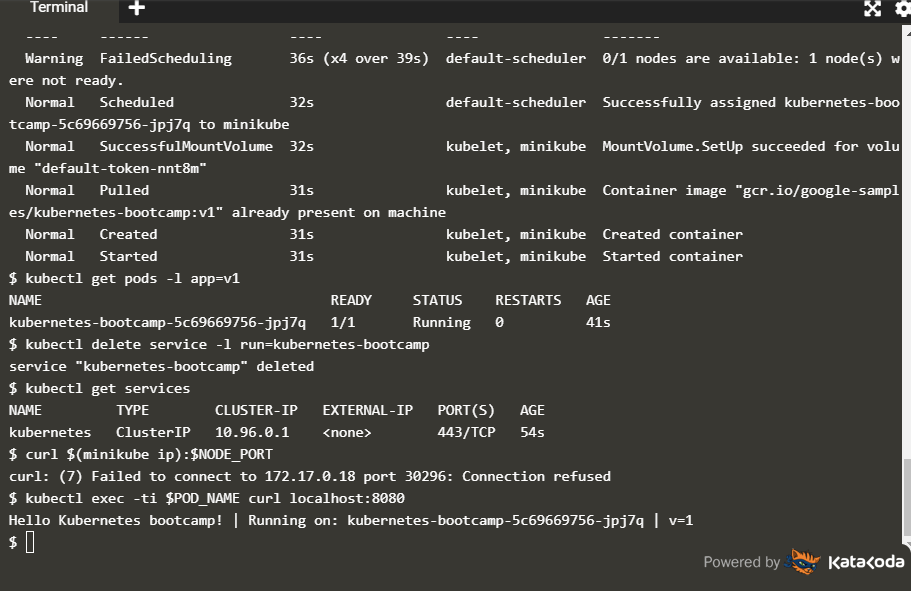 Terminal +
---- ------ ---- ---- -------
Warning FailedScheduling 36s (x4 over 39s) default-scheduler 0/1 nodes are available: 1 node(s) w
ere not ready.
Normal Scheduled 32s default-scheduler Successfully assigned kubernetes-boo
tcamp-5c69669756-jpj7q to minikube
Normal SuccessfulMountVolume 32s kubelet, minikube MountVolume.SetUp succeeded for volu
me "default-token-nnt8m"
Normal Pulled 31s kubelet, minikube Container image "gcr.io/google-sampl
es/kubernetes-bootcamp:v1" already present on machine
Normal Created 31s kubelet, minikube Created container
Normal Started 31s kubelet, minikube Started container
$ kubectl get pods -l app=v1
NAME READY STATUS RESTARTS AGE
kubernetes-bootcamp-5c69669756-jpj7q 1/1 Running 0 41s
$ kubectl delete service -l run=kubernetes-bootcamp
service "kubernetes-bootcamp" deleted
$ kubectl get services
NAME TYPE CLUSTER-IP EXTERNAL-IP PORT(S) AGE
kubernetes ClusterIP 10.96.0.1 <none> 443/TCP 54s
$ curl $(minikube ip):$NODE_PORT
curl: (7) Failed to connect to 172.17.0.18 port 30296: Connection refused
$ kubectl exec -ti $POD_NAME curl localhost:8080
Hello Kubernetes bootcamp! | Running on: kubernetes-bootcamp-5c69669756-jpj7q | v=1
$
Powered by KataKoda